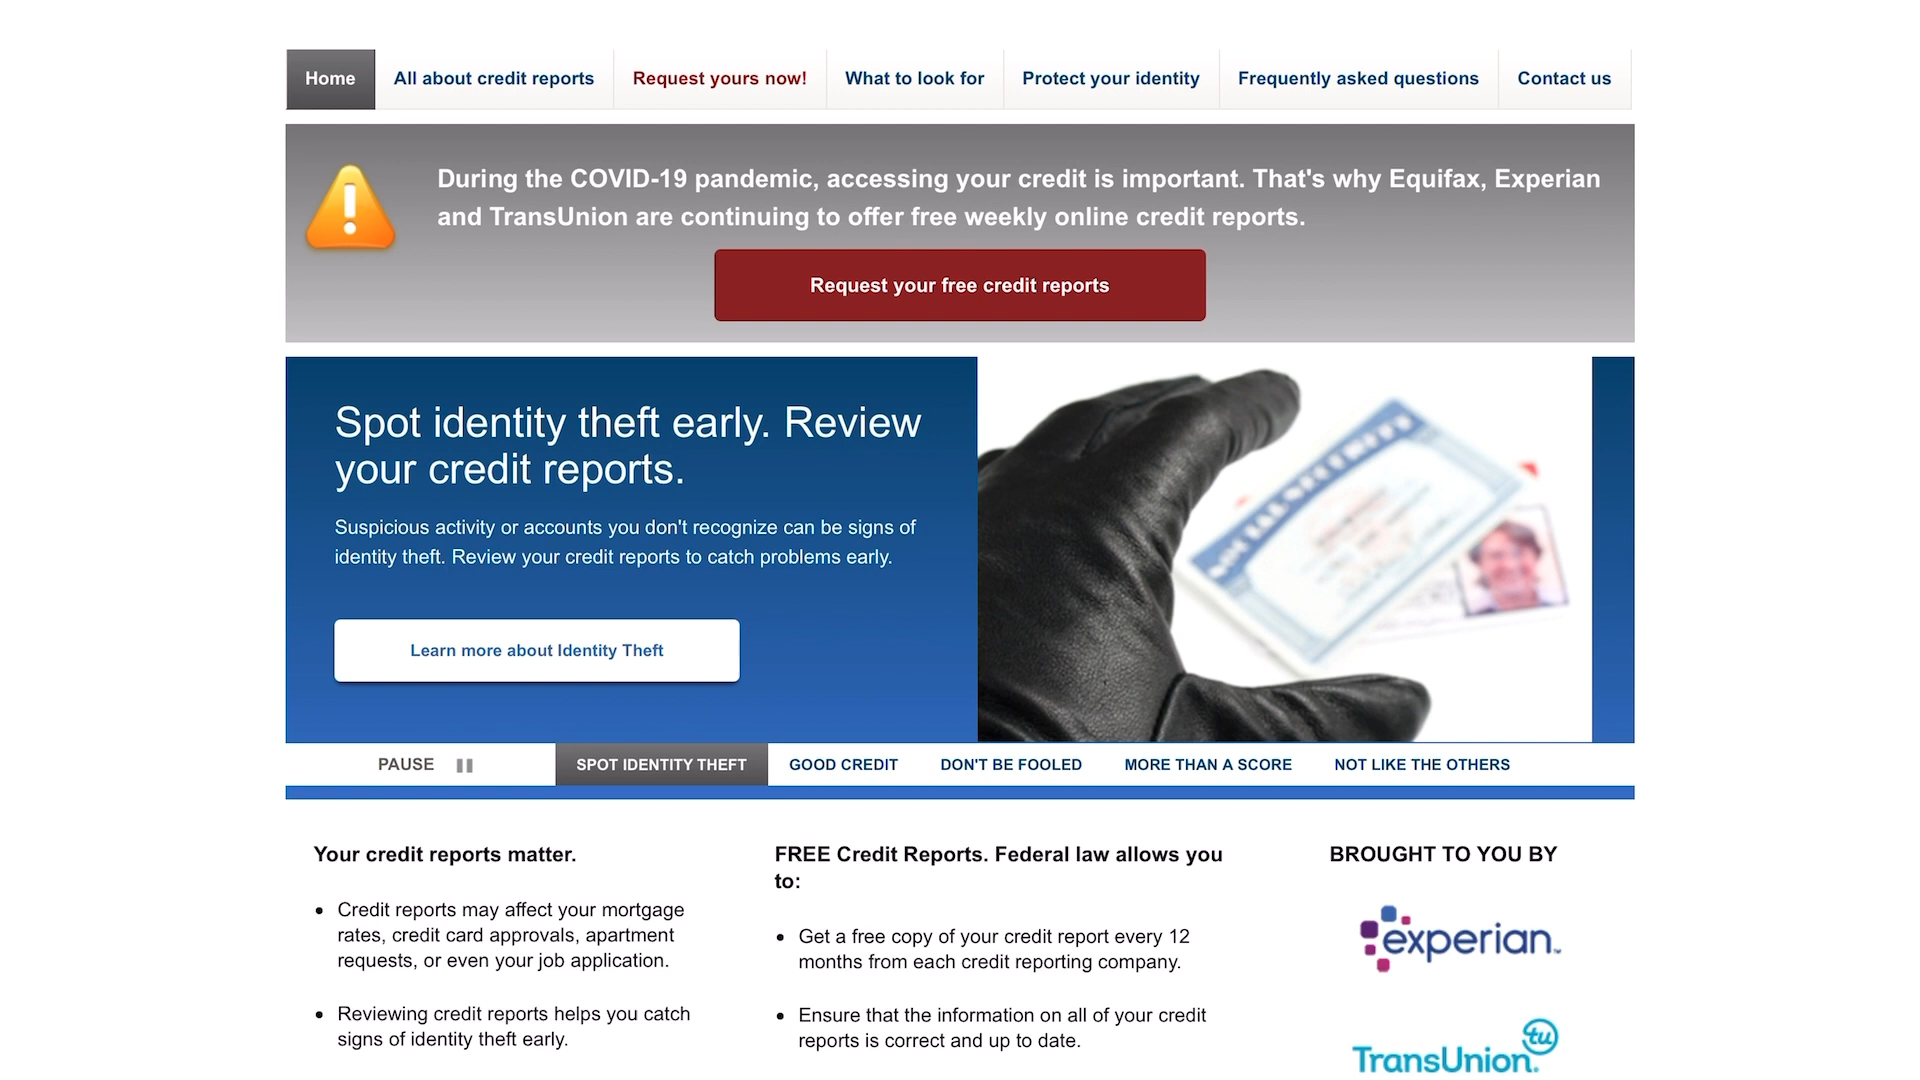 Home
All about credit reports
Request yours now!
What to look for
Protect your identity
Frequently asked questions
Contact us
During the COVID-19 pandemic, accessing your credit is important. That's why Equifax, Experian
and TransUnion are continuing to offer free weekly online credit reports.
Request your free credit reports
Spot identity theft early. Review
your credit reports.
Suspicious activity or accounts you don't recognize can be signs of
identity theft. Review your credit reports to catch problems early.
Learn more about Identity Theft
SOCIAL SECURITY
PAUSE
SPOT IDENTITY THEFT
GOOD CREDIT
DON'T BE FOOLED
MORE THAN A SCORE
NOT LIKE THE OTHERS
Your credit reports matter.
• Credit reports may affect your mortgage
rates, credit card approvals, apartment
requests, or even your job application.
• Reviewing credit reports helps you catch
signs of identity theft early.
FREE Credit Reports. Federal law allows you
to:
• Get a free copy of your credit report every 12
months from each credit reporting company.
• Ensure that the information on all of your credit
reports is correct and up to date.
BROUGHT TO YOU BY
experian™
tu
TransUnion.